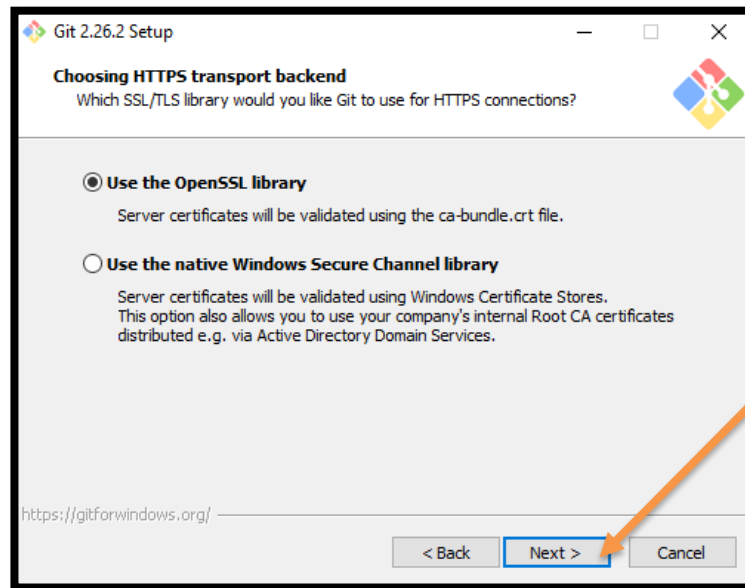 Git 2.26.2 Setup
Choosing HTTPS transport backend
Which SSL/TLS library would you like Git to use for HTTPS connections?
Use the OpenSSL library
Server certificates will be validated using the ca-bundle.crt file.
Use the native Windows Secure Channel library
Server certificates will be validated using Windows Certificate Stores.
This option also allows you to use your company's internal Root CA certificates
distributed e.g. via Active Directory Domain Services.
https://gitforwindows.org/
< Back Next > Cancel